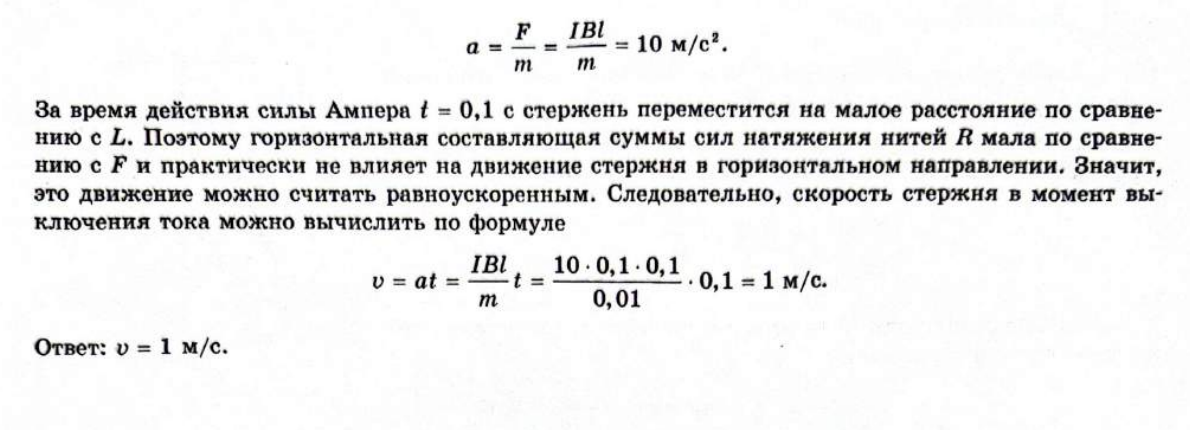 a = F/m = IBl/m = 10 м/с².
За время действия силы Ампера t = 0,1 с стержень переместится на малое расстояние по сравне-
нию с L. Поэтому горизонтальная составляющая суммы сил натяжения нитей R мала по сравне-
нию с F и практически не влияет на движение стержня в горизонтальном направлении. Значит,
это движение можно считать равноускоренным. Следовательно, скорость стержня в момент вы-
ключения тока можно вычислить по формуле
v = at = IBl/m t = 10 · 0,1 · 0,1/0,01 · 0,1 = 1 м/с.
Ответ: v = 1 м/с.